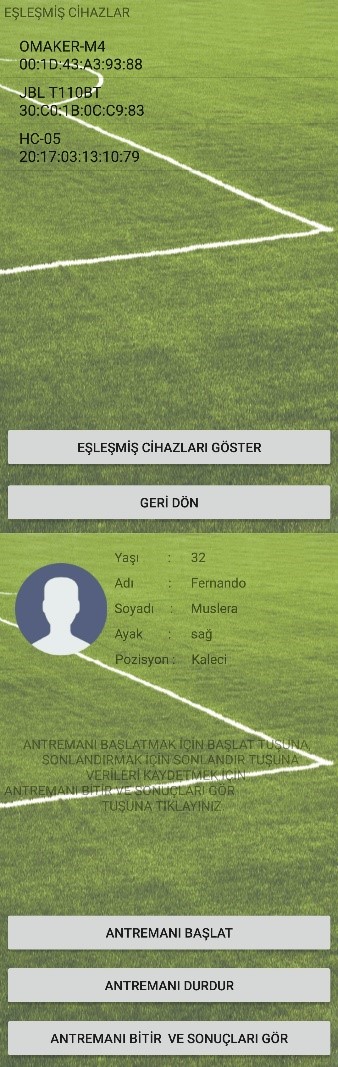 EŞLEŞMİŞ CİHAZLAR
OMAKER-M4
00:1D:43:A3:93:88
JBL T110BT
30:C0:1B:0C:C9:83
HC-05
20:17:03:13:10:79
EŞLEŞMİŞ CİHAZLARI GÖSTER
GERİ DÖN
Yaşı : 32
Adı : Fernando
Soyadı : Muslera
Ayak : sağ
Pozisyon : Kaleci
ANTREMANI BAŞLATMAK İÇİN BAŞLAT TUŞUNA,
SONLANDIRMAK İÇİN SONLANDIR TUŞUNA
VERİLERİ KAYDETMEK İÇİN
ANTREMANI BİTİR VE SONUÇLARI GÖR
TUŞUNA TIKLAYINIZ.
ANTREMANI BAŞLAT
ANTREMANI DURDUR
ANTREMANI BİTİR VE SONUÇLARI GÖR